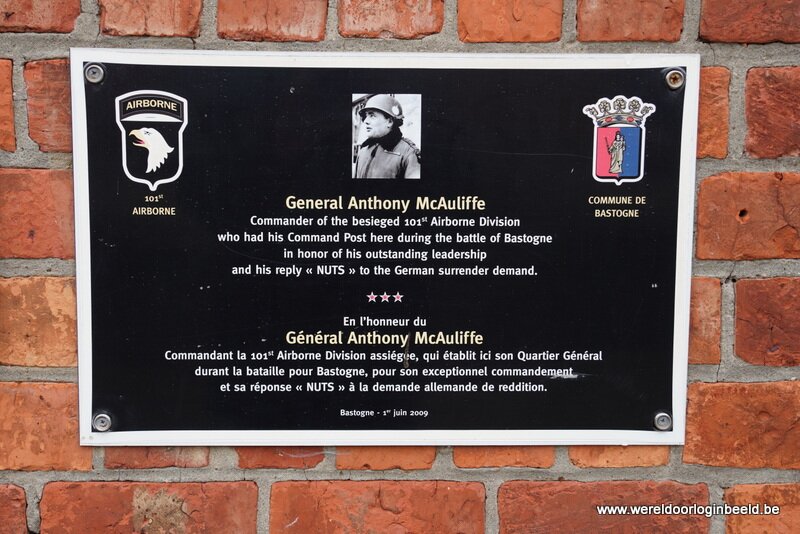 AIRBORNE
101st
AIRBORNE
COMMUNE DE
BASTOGNE
General Anthony McAuliffe
Commander of the besieged 101st Airborne Division
who had his Command Post here during the battle of Bastogne
in honor of his outstanding leadership
and his reply « NUTS » to the German surrender demand.
En l'honneur du
Général Anthony McAuliffe
Commandant la 101st Airborne Division assiégée, qui établit ici son Quartier Général
durant la bataille pour Bastogne, pour son exceptionnel commandement
et sa réponse « NUTS » à la demande allemande de reddition.
Bastogne - 1er juin 2009
www.wereldoorloginbeeld.be